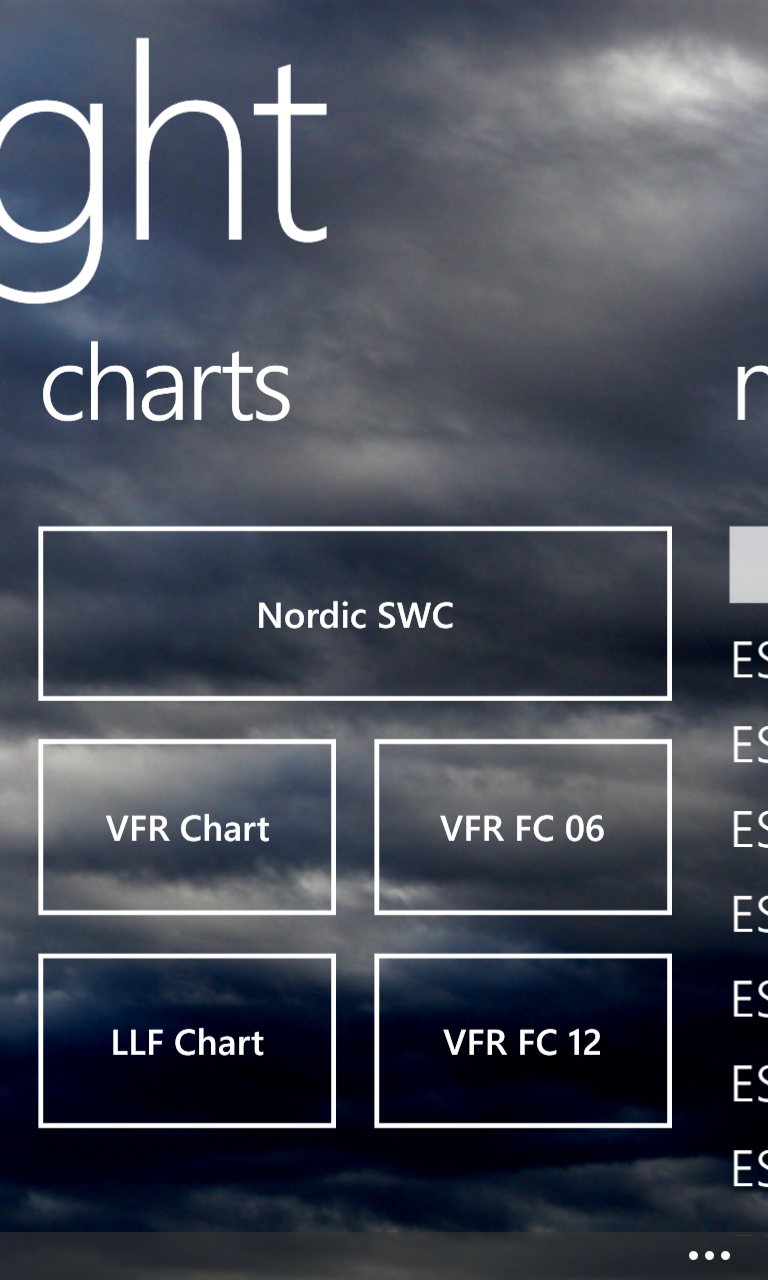 ght
charts
Nordic SWC
VFR Chart
VFR FC 06
LLF Chart
VFR FC 12
ES
ES
ES
ES
ES
ES
ES